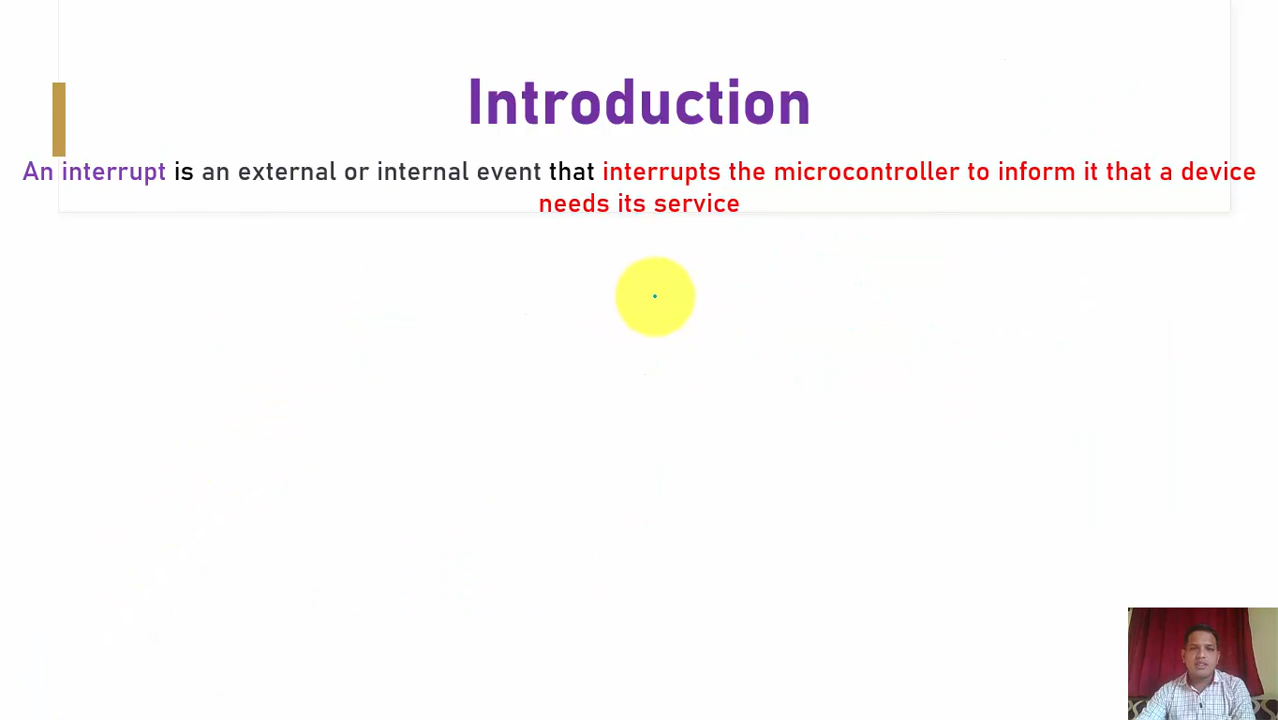 Introduction
An interrupt is an external or internal event that interrupts the microcontroller to inform it that a device
needs its service